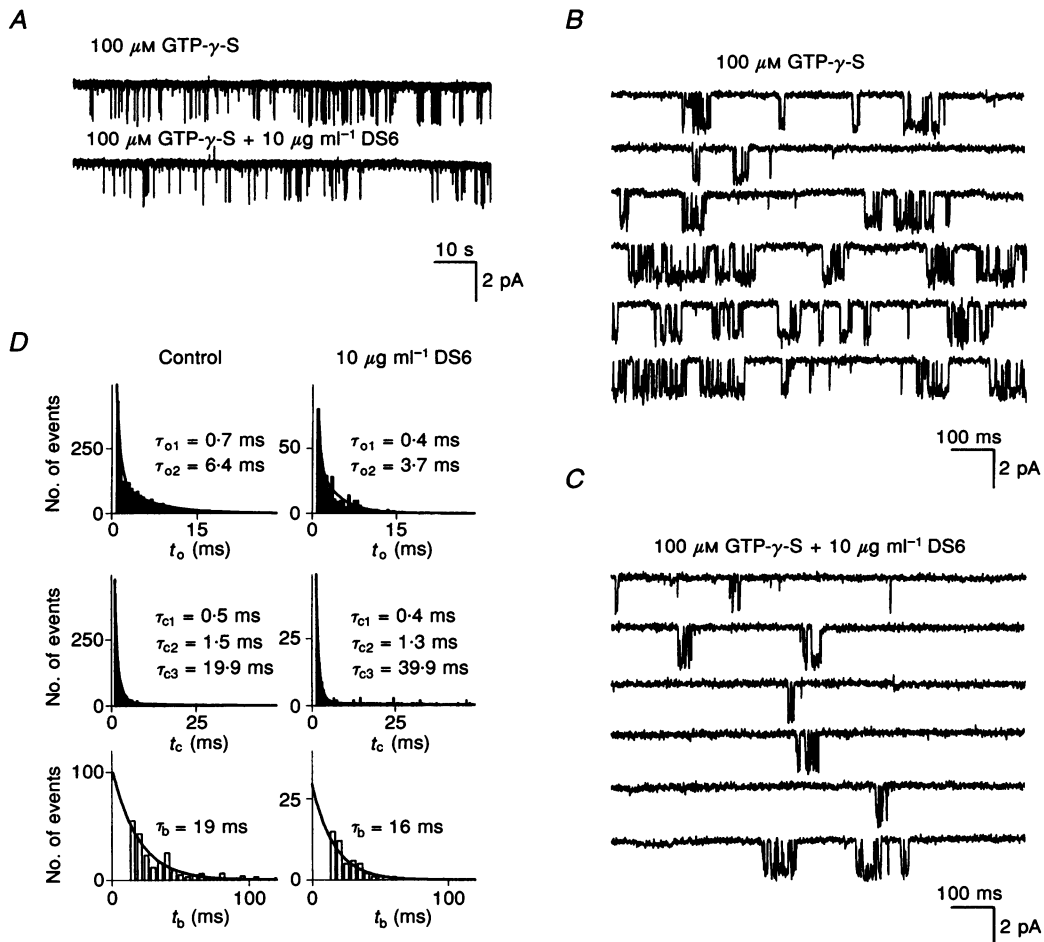 A
100 μM GTP-γ-S
100 μM GTP-γ-S + 10 μg ml⁻¹ DS6
10 s
2 pA
B
100 μM GTP-γ-S
100 ms
2 pA
C
100 μM GTP-γ-S + 10 μg ml⁻¹ DS6
100 ms
2 pA
D
Control
10 μg ml⁻¹ DS6
No. of events
250
0
τo1 = 0·7 ms
τo2 = 6·4 ms
0
15
to (ms)
50
0
τo1 = 0·4 ms
τo2 = 3·7 ms
0
15
to (ms)
No. of events
250
0
τc1 = 0·5 ms
τc2 = 1·5 ms
τc3 = 19·9 ms
0
25
tc (ms)
25
0
τc1 = 0·4 ms
τc2 = 1·3 ms
τc3 = 39·9 ms
0
25
tc (ms)
No. of events
100
0
τb = 19 ms
0
100
tb (ms)
25
0
τb = 16 ms
0
100
tb (ms)